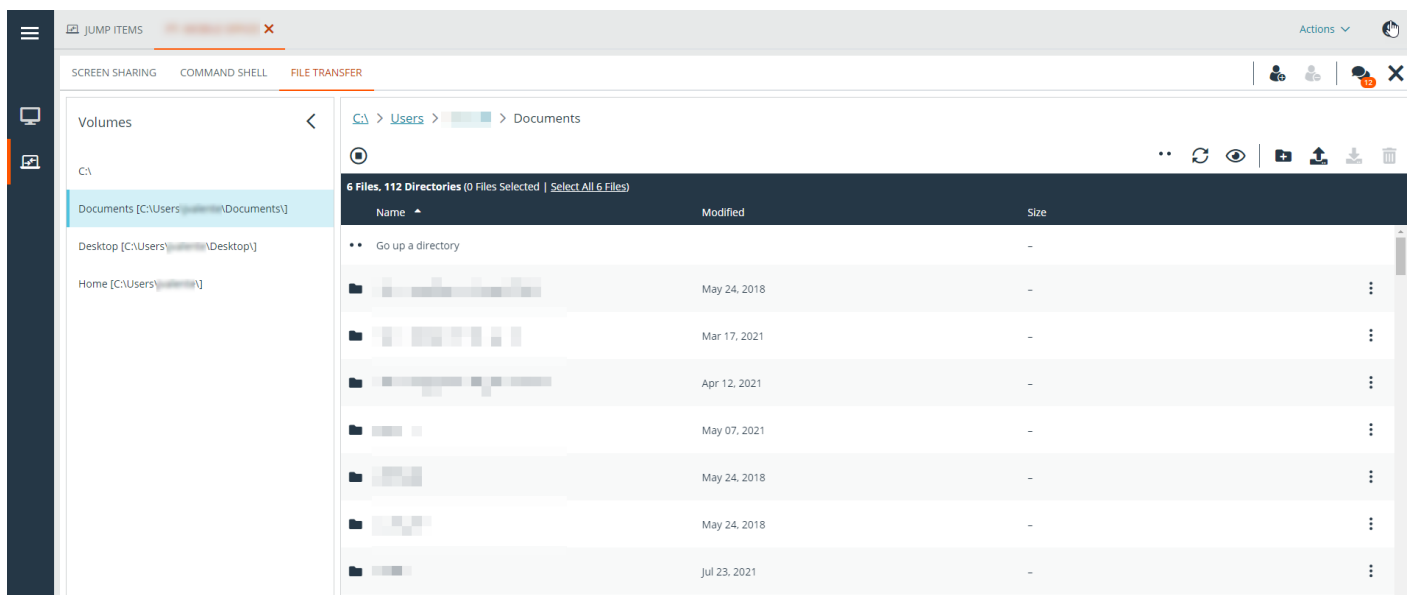 JUMP ITEMS
Actions
SCREEN SHARING COMMAND SHELL FILE TRANSFER
12
Volumes
C:\ > Users > > Documents
C:\
Documents [C:\Users\ \Documents\]
Desktop [C:\Users\ \Desktop\]
Home [C:\Users\ \]
6 Files, 112 Directories (0 Files Selected | Select All 6 Files)
Name Modified Size
Go up a directory –
May 24, 2018 –
Mar 17, 2021 –
Apr 12, 2021 –
May 07, 2021 –
May 24, 2018 –
May 24, 2018 –
Jul 23, 2021 –